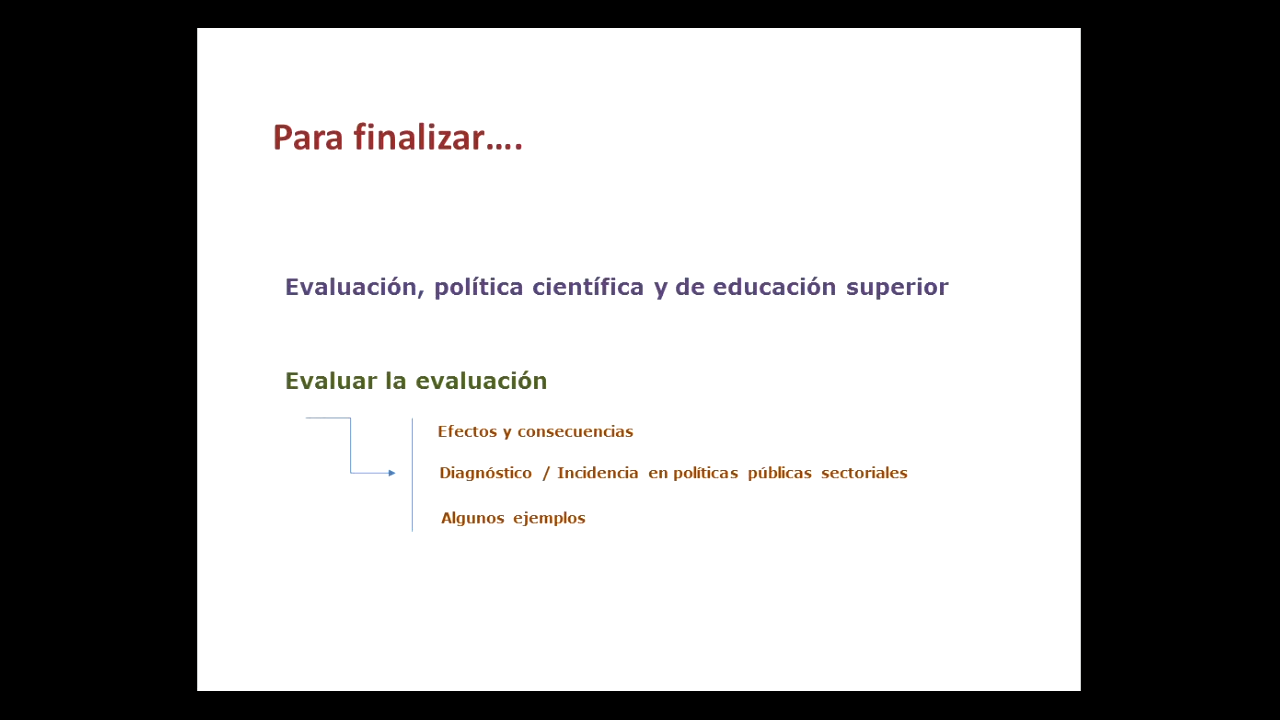 Para finalizar....
Evaluación, política científica y de educación superior
Evaluar la evaluación
Efectos y consecuencias
Diagnóstico / Incidencia en políticas públicas sectoriales
Algunos ejemplos